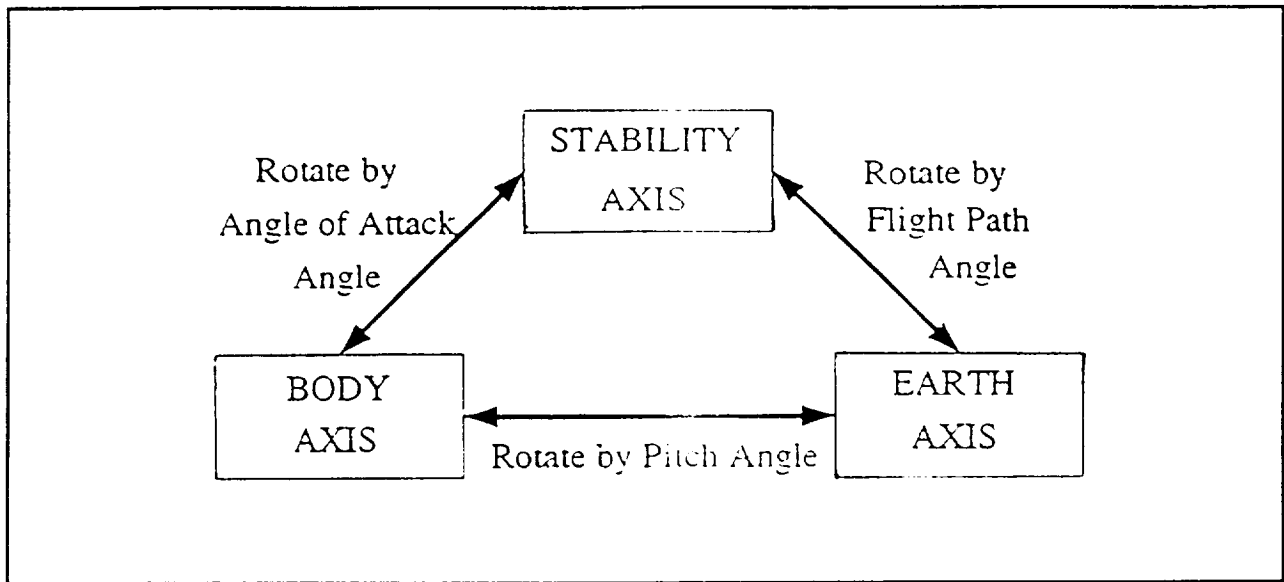 STABILITY
AXIS
Rotate by
Angle of Attack
Angle
Rotate by
Flight Path
Angle
BODY
AXIS
EARTH
AXIS
Rotate by Pitch Angle